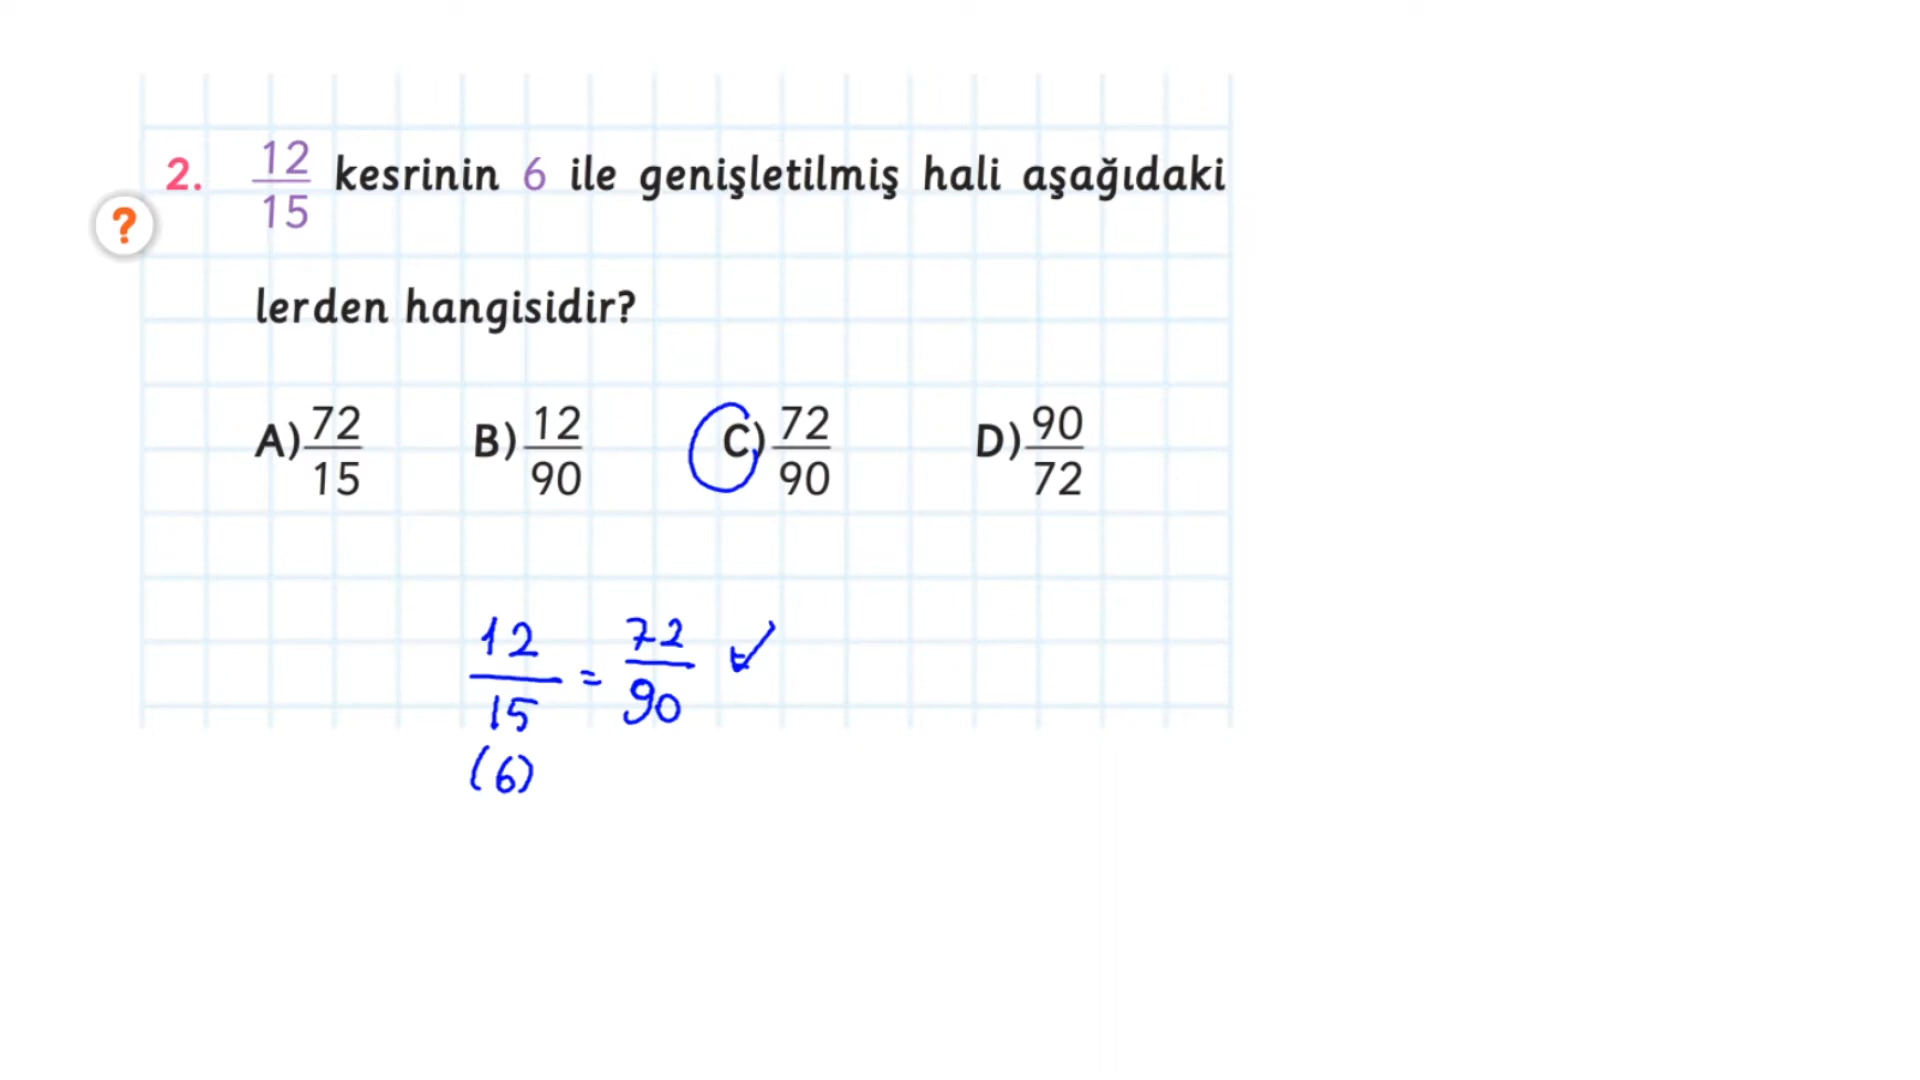 2. 12/15 kesrinin 6 ile genişletilmiş hali aşağıdaki
?
lerden hangisidir?
A) 72/15 B) 12/90 C) 72/90 D) 90/72
12/15 = 72/90 ✓
(6)